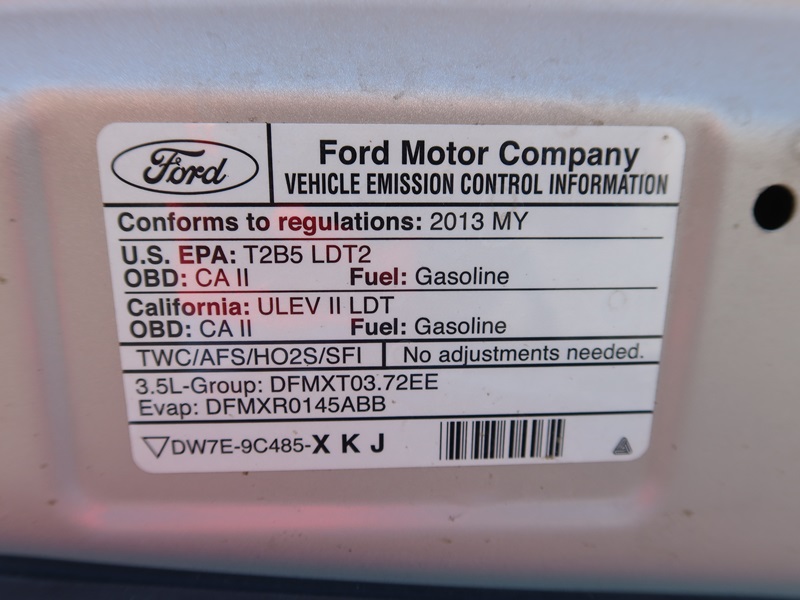 Ford
Ford Motor Company
VEHICLE EMISSION CONTROL INFORMATION
Conforms to regulations: 2013 MY
U.S. EPA: T2B5 LDT2
OBD: CA II Fuel: Gasoline
California: ULEV II LDT
OBD: CA II Fuel: Gasoline
TWC/AFS/HO2S/SFI No adjustments needed.
3.5L-Group: DFMXT03.72EE
Evap: DFMXR0145ABB
DW7E-9C485-X K J